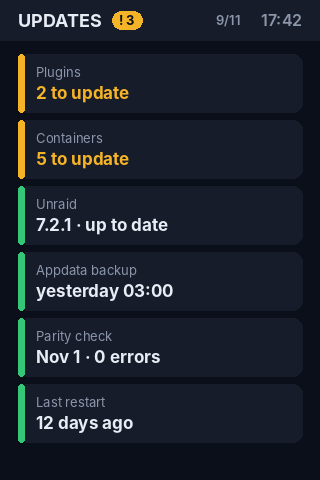 UPDATES ! 3 9/11 17:42
Plugins
2 to update
Containers
5 to update
Unraid
7.2.1 · up to date
Appdata backup
yesterday 03:00
Parity check
Nov 1 · 0 errors
Last restart
12 days ago